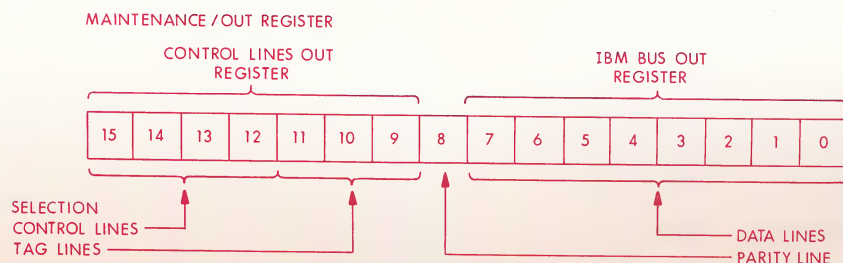 MAINTENANCE/OUT REGISTER
CONTROL LINES OUT
REGISTER
IBM BUS OUT
REGISTER
15 14 13 12 11 10 9 8 7 6 5 4 3 2 1 0
SELECTION
CONTROL LINES
TAG LINES
DATA LINES
PARITY LINE